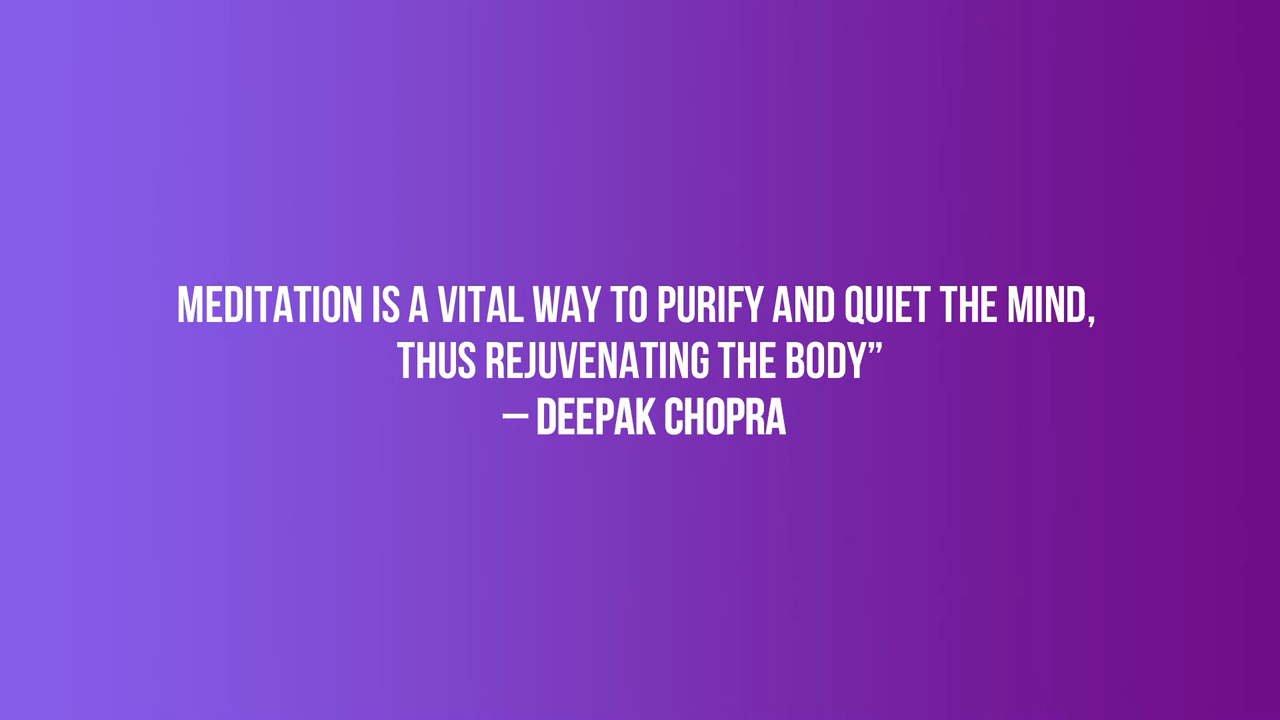 MEDITATION IS A VITAL WAY TO PURIFY AND QUIET THE MIND,
THUS REJUVENATING THE BODY”
– DEEPAK CHOPRA